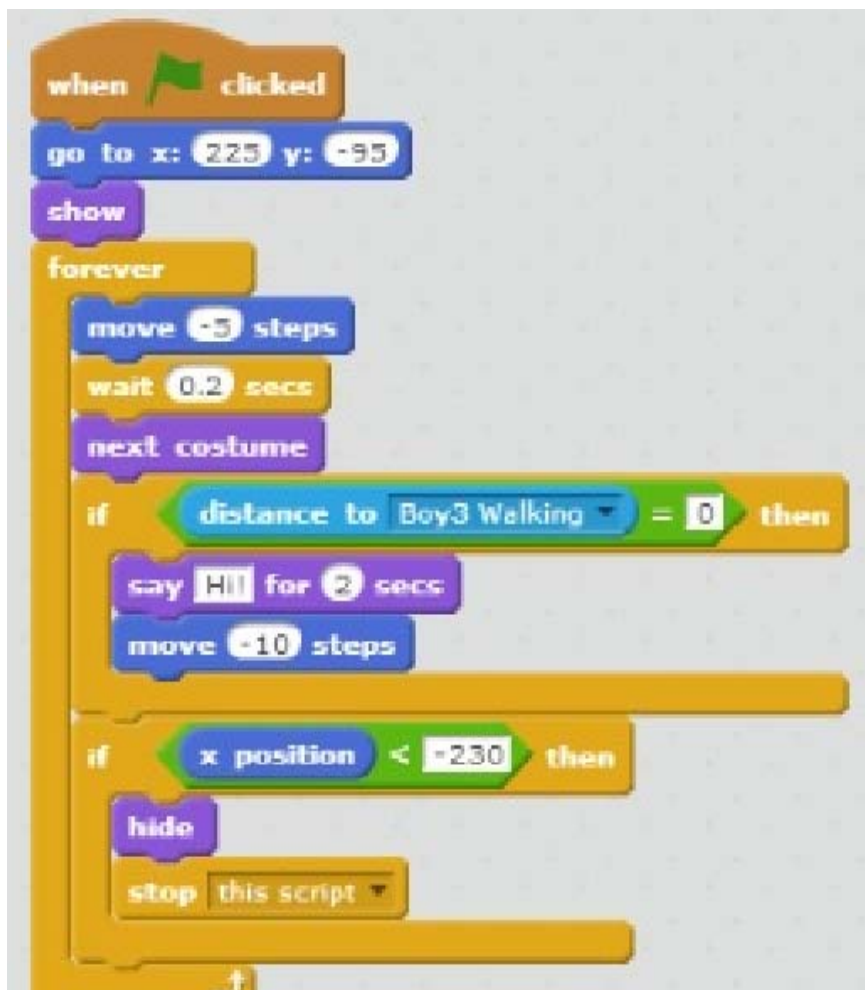 when clicked
go to x: 225 y: -95
show
forever
move -5 steps
wait 0.2 secs
next costume
if distance to Boy3 Walking = 0 then
say Hi! for 2 secs
move -10 steps
if x position < -230 then
hide
stop this script